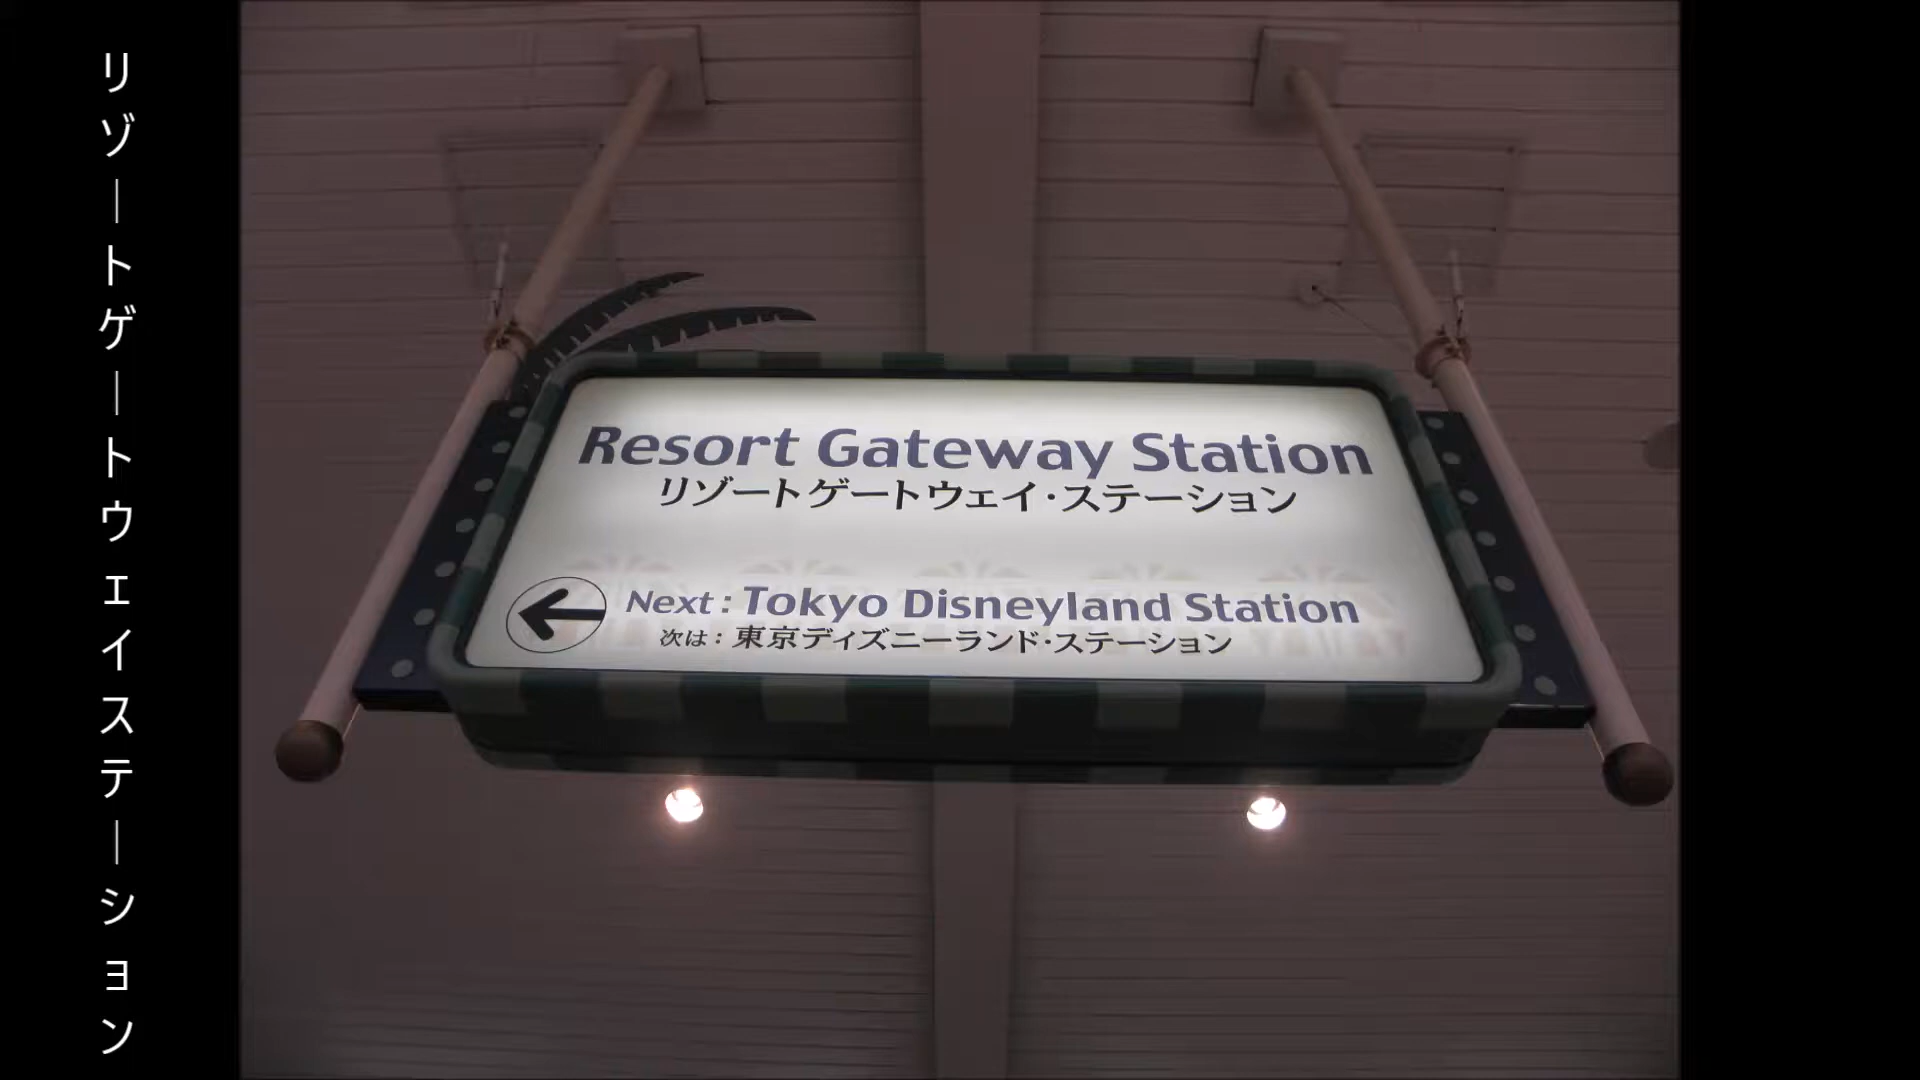 リゾートゲートウェイステーション
Resort Gateway Station
リゾートゲートウェイ・ステーション
Next : Tokyo Disneyland Station
次は : 東京ディズニーランド・ステーション